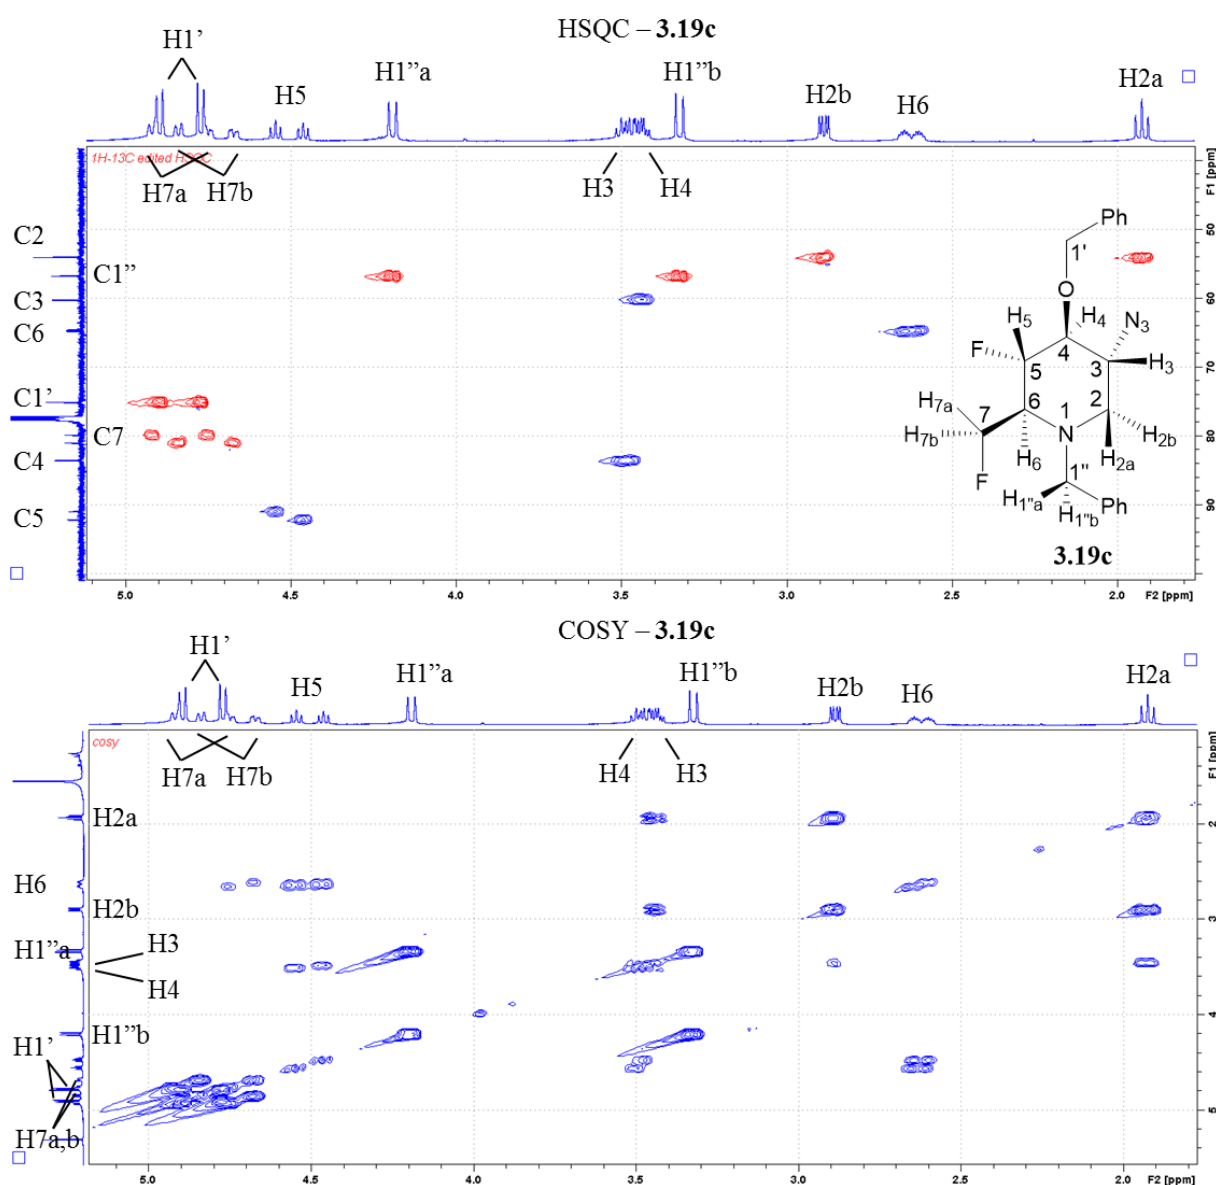 HSQC – 3.19c
H1’
H5
H1”a
H1”b
H2b
H6
H2a
1H-13C edited HSQC
H7a
H7b
H3
H4
C2
C1”
C3
C6
C1’
C7
C4
C5
F1 [ppm]
60
70
80
90
5.0
4.5
4.0
3.5
3.0
2.5
2.0
F2 [ppm]
Ph
1'
O
H5
H4
N3
F
4
5
3
H3
H7a
7
6
2
1
H7b
N
H2b
H6
H2a
F
1"
H1"a
Ph
H1"b
3.19c
COSY – 3.19c
H1’
H5
H1”a
H1”b
H2b
H6
H2a
cosy
H7a
H7b
H4
H3
H2a
H6
H2b
H1”a
H3
H4
H1”b
H1’
H7a,b
F1 [ppm]
2
3
4
5
5.0
4.5
4.0
3.5
3.0
2.5
2.0
F2 [ppm]